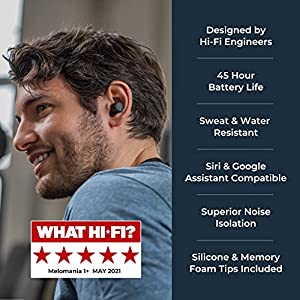 Designed by
Hi-Fi Engineers
45 Hour
Battery Life
Sweat & Water
Resistant
Siri & Google
Assistant Compatible
Superior Noise
Isolation
Silicone & Memory
Foam Tips Included
WHAT HI•FI?
Melomania 1+ MAY 2021